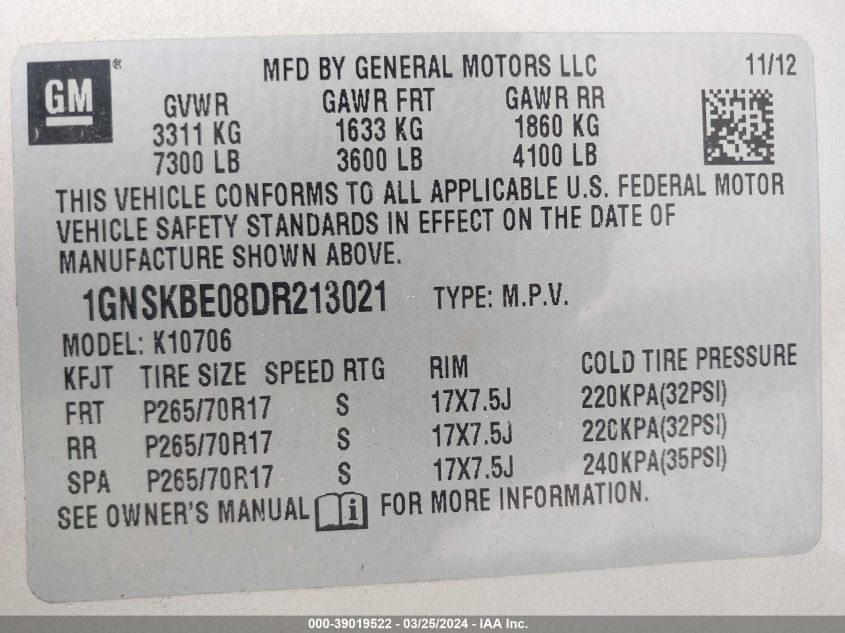 GM®
MFD BY GENERAL MOTORS LLC 11/12
GVWR GAWR FRT GAWR RR
3311 KG 1633 KG 1860 KG
7300 LB 3600 LB 4100 LB
THIS VEHICLE CONFORMS TO ALL APPLICABLE U.S. FEDERAL MOTOR
VEHICLE SAFETY STANDARDS IN EFFECT ON THE DATE OF
MANUFACTURE SHOWN ABOVE.
1GNSKBE08DR213021 TYPE: M.P.V.
MODEL: K10706
KFJT TIRE SIZE SPEED RTG RIM COLD TIRE PRESSURE
FRT P265/70R17 S 17X7.5J 220KPA(32PSI)
RR P265/70R17 S 17X7.5J 220KPA(32PSI)
SPA P265/70R17 S 17X7.5J 240KPA(35PSI)
SEE OWNER'S MANUAL i FOR MORE INFORMATION.
000-39019522 - 03/25/2024 - IAA Inc.